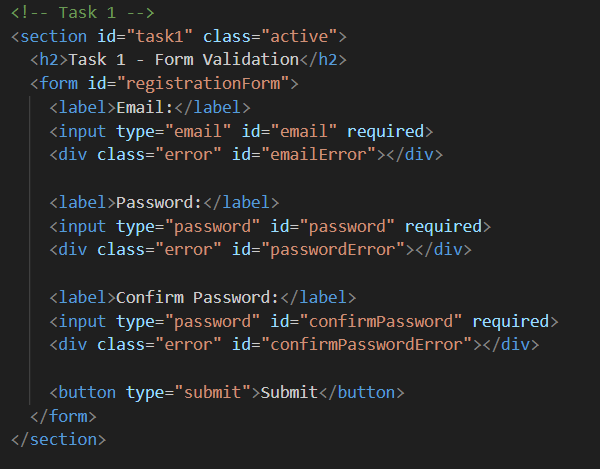 <!-- Task 1 -->
<section id="task1" class="active">
<h2>Task 1 - Form Validation</h2>
<form id="registrationForm">
<label>Email:</label>
<input type="email" id="email" required>
<div class="error" id="emailError"></div>
<label>Password:</label>
<input type="password" id="password" required>
<div class="error" id="passwordError"></div>
<label>Confirm Password:</label>
<input type="password" id="confirmPassword" required>
<div class="error" id="confirmPasswordError"></div>
<button type="submit">Submit</button>
</form>
</section>